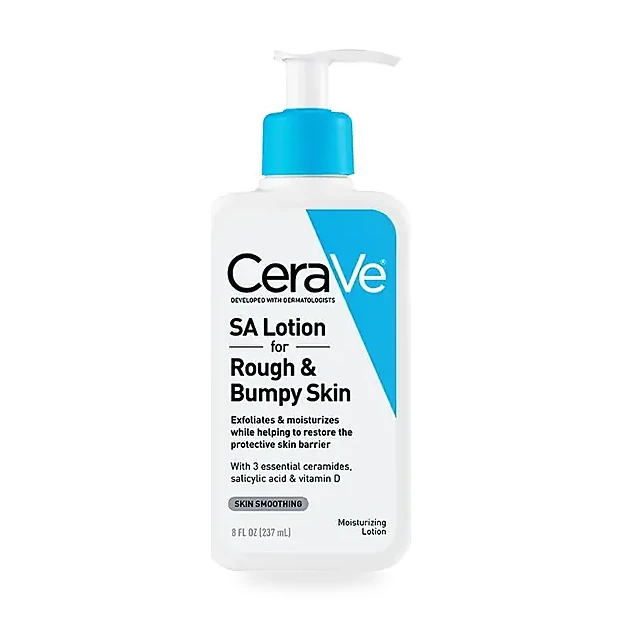 CeraVe®
DEVELOPED WITH DERMATOLOGISTS
SA Lotion
for
Rough &
Bumpy Skin
Exfoliates & moisturizes
while helping to restore the
protective skin barrier
With 3 essential ceramides,
salicylic acid & vitamin D
SKIN SMOOTHING
8 FL OZ (237 mL)
Moisturizing
Lotion